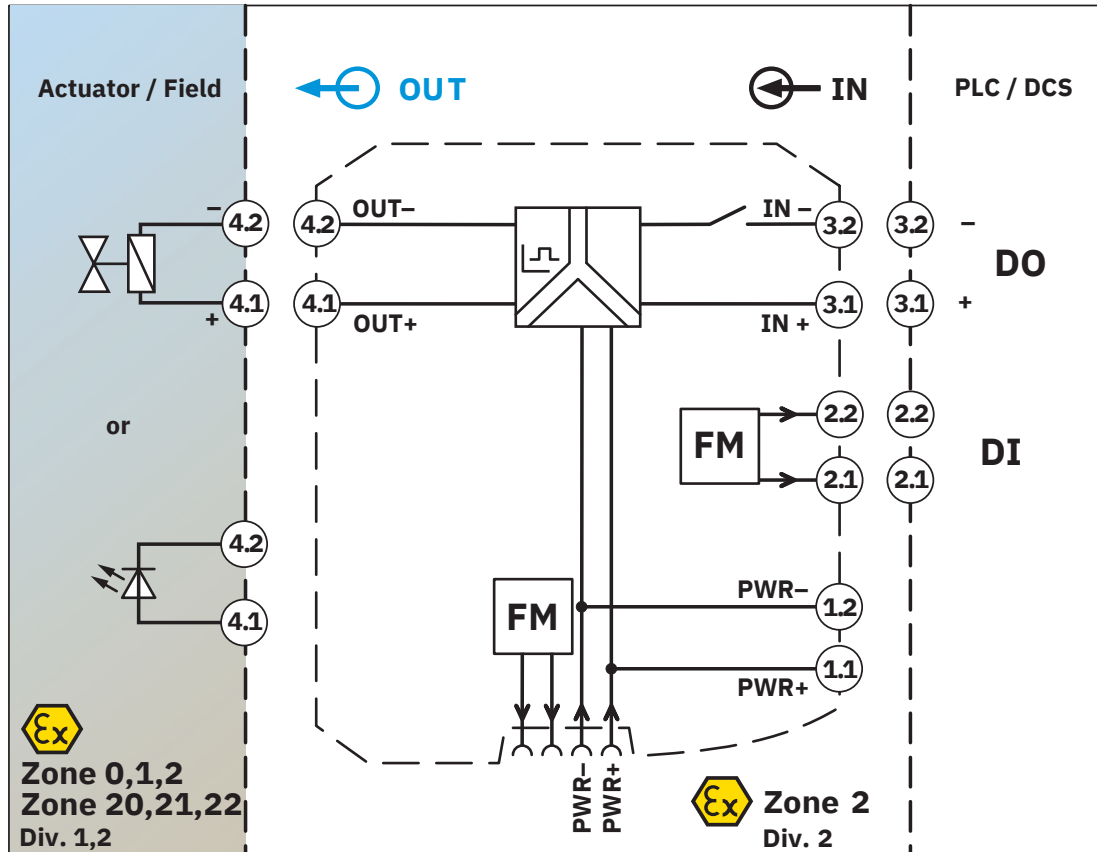 Actuator / Field
OUT
IN
PLC / DCS
−
4.2
4.2
OUT−
IN −
3.2
3.2
−
DO
4.1
4.1
3.1
3.1
+
+
OUT+
IN +
or
2.2
2.2
FM
DI
2.1
2.1
4.2
FM
PWR−
1.2
4.1
1.1
PWR+
PWR−
PWR+
Ex
Zone 0,1,2
Zone 20,21,22
Div. 1,2
Ex
Zone 2
Div. 2